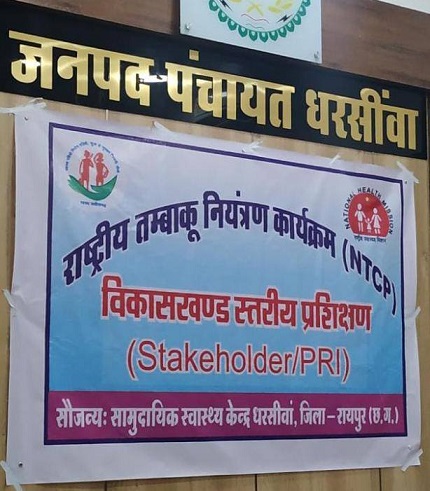 जनपद पंचायत धरसींवा
NATIONAL HEALTH MISSION
राष्ट्रीय स्वास्थ्य मिशन
राष्ट्रीय तम्बाकू नियंत्रण कार्यक्रम (NTCP)
विकासखण्ड स्तरीय प्रशिक्षण
(Stakeholder/PRI)
सौजन्य: सामुदायिक स्वास्थ्य केन्द्र धरसीवां, जिला – रायपुर (छ.ग.)